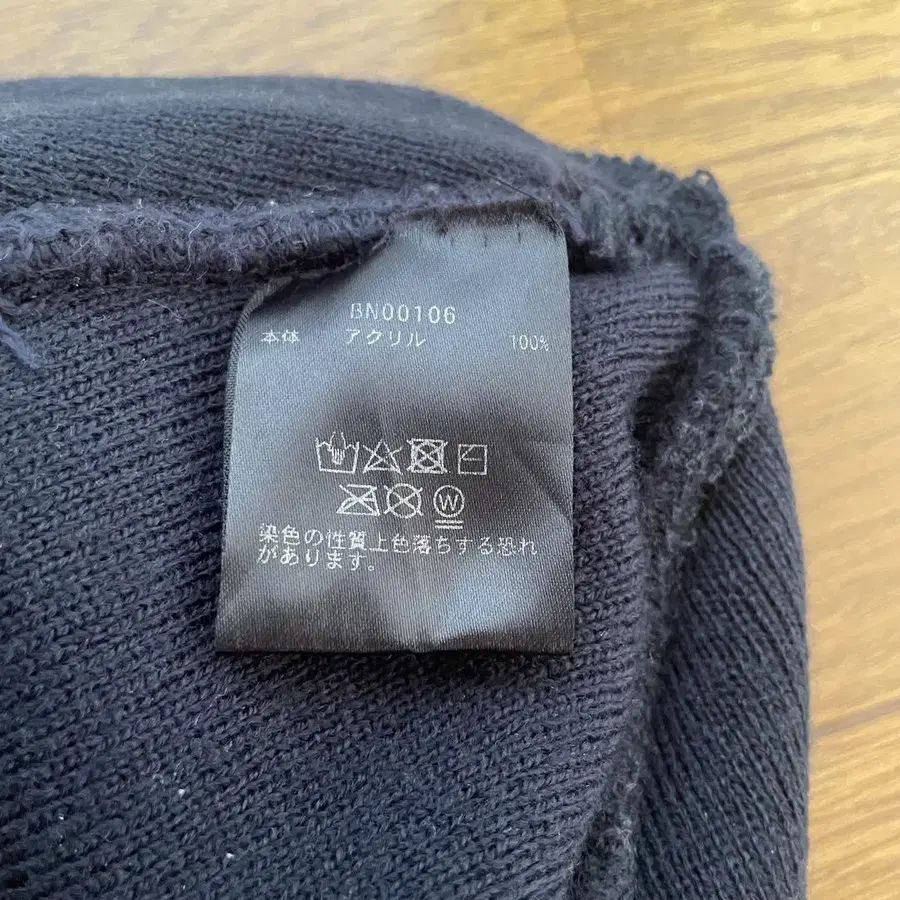 BN00106
本体 アクリル 100%
W
染色の性質上色落ちする恐れ
があります。